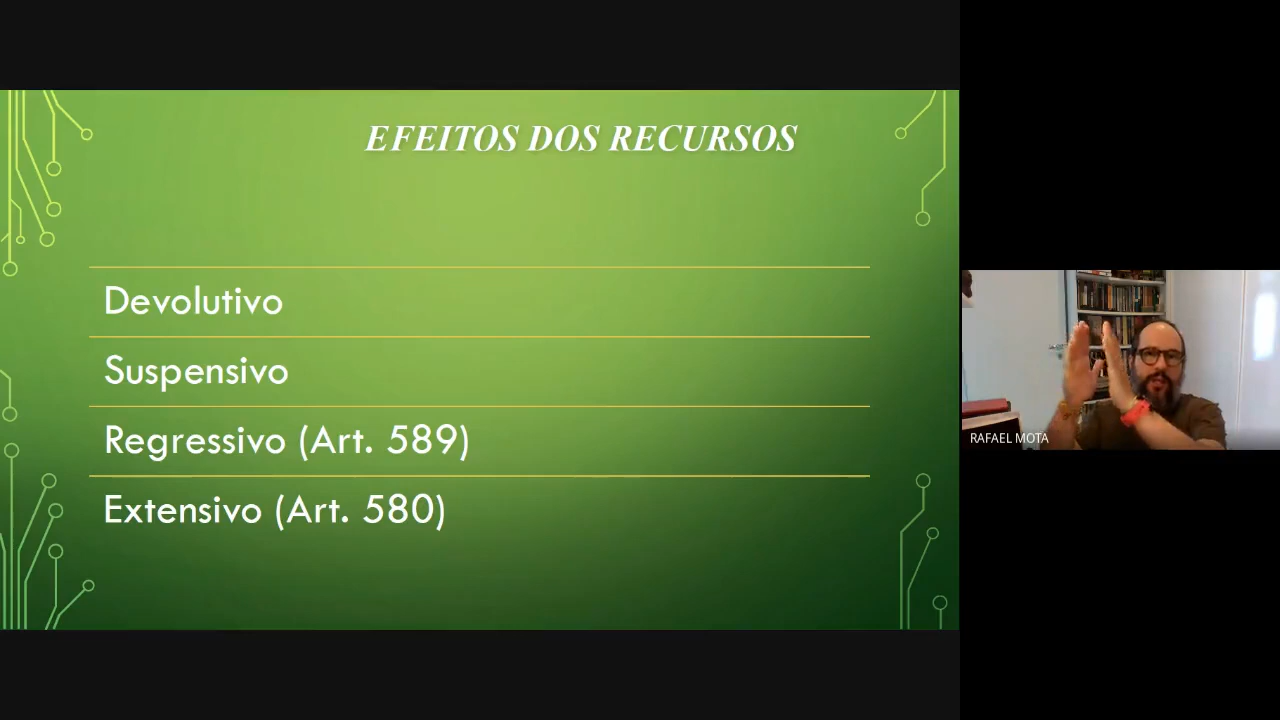 EFEITOS DOS RECURSOS
Devolutivo
Suspensivo
Regressivo (Art. 589)
Extensivo (Art. 580)
RAFAEL MOTA